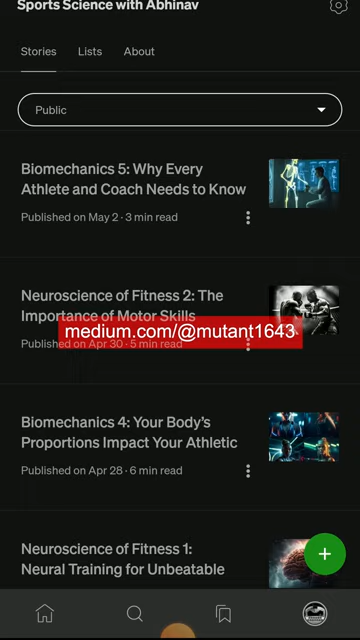 Sports Science with Abhinav
Stories Lists About
Public
Biomechanics 5: Why Every
Athlete and Coach Needs to Know
Published on May 2 · 3 min read
Neuroscience of Fitness 2: The
Importance of Motor Skills
medium.com/@mutant1643
Published on Apr 30 · 5 min read
Biomechanics 4: Your Body's
Proportions Impact Your Athletic
Published on Apr 28 · 6 min read
Neuroscience of Fitness 1:
Neural Training for Unbeatable